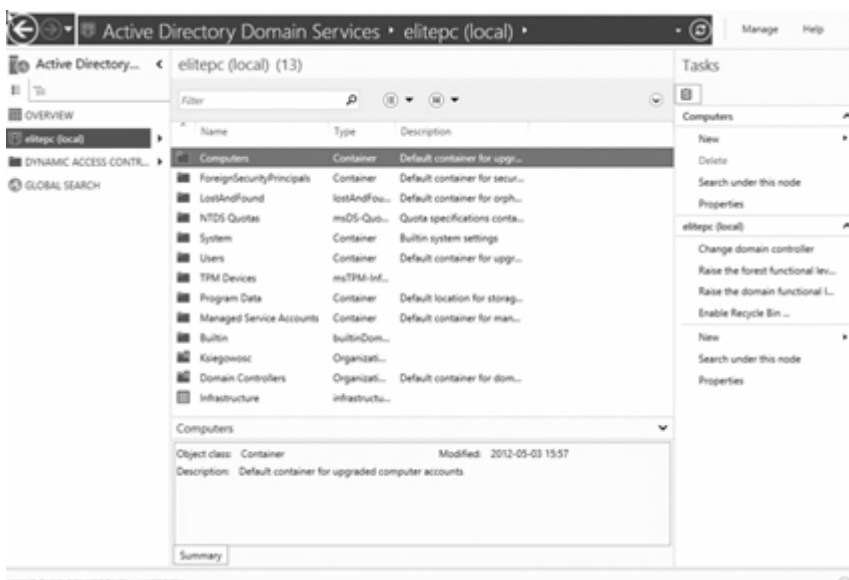 Active Directory Domain Services • elitepc (local) •
Manage Help
Active Directory...
OVERVIEW
elitepc (local)
DYNAMIC ACCESS CONTR...
GLOBAL SEARCH
elitepc (local) (13)
Filter
Name Type Description
Computers Container Default container for upgr...
ForeignSecurityPrincipals Container Default container for secur...
LostAndFound lostAndFou... Default container for orph...
NTDS Quotas msDS-Quo... Quota specifications conta...
System Container Builtin system settings
Users Container Default container for upgr...
TPM Devices msTPM-Inf...
Program Data Container Default location for storag...
Managed Service Accounts Container Default container for man...
Builtin builtinDom...
Ksiegowosc Organizati...
Domain Controllers Organizati... Default container for dom...
Infrastructure infrastructu...
Computers
Object class: Container Modified: 2012-05-03 15:57
Description: Default container for upgraded computer accounts
Summary
Tasks
Computers
New
Delete
Search under this node
Properties
elitepc (local)
Change domain controller
Raise the forest functional lev...
Raise the domain functional l...
Enable Recycle Bin ...
New
Search under this node
Properties